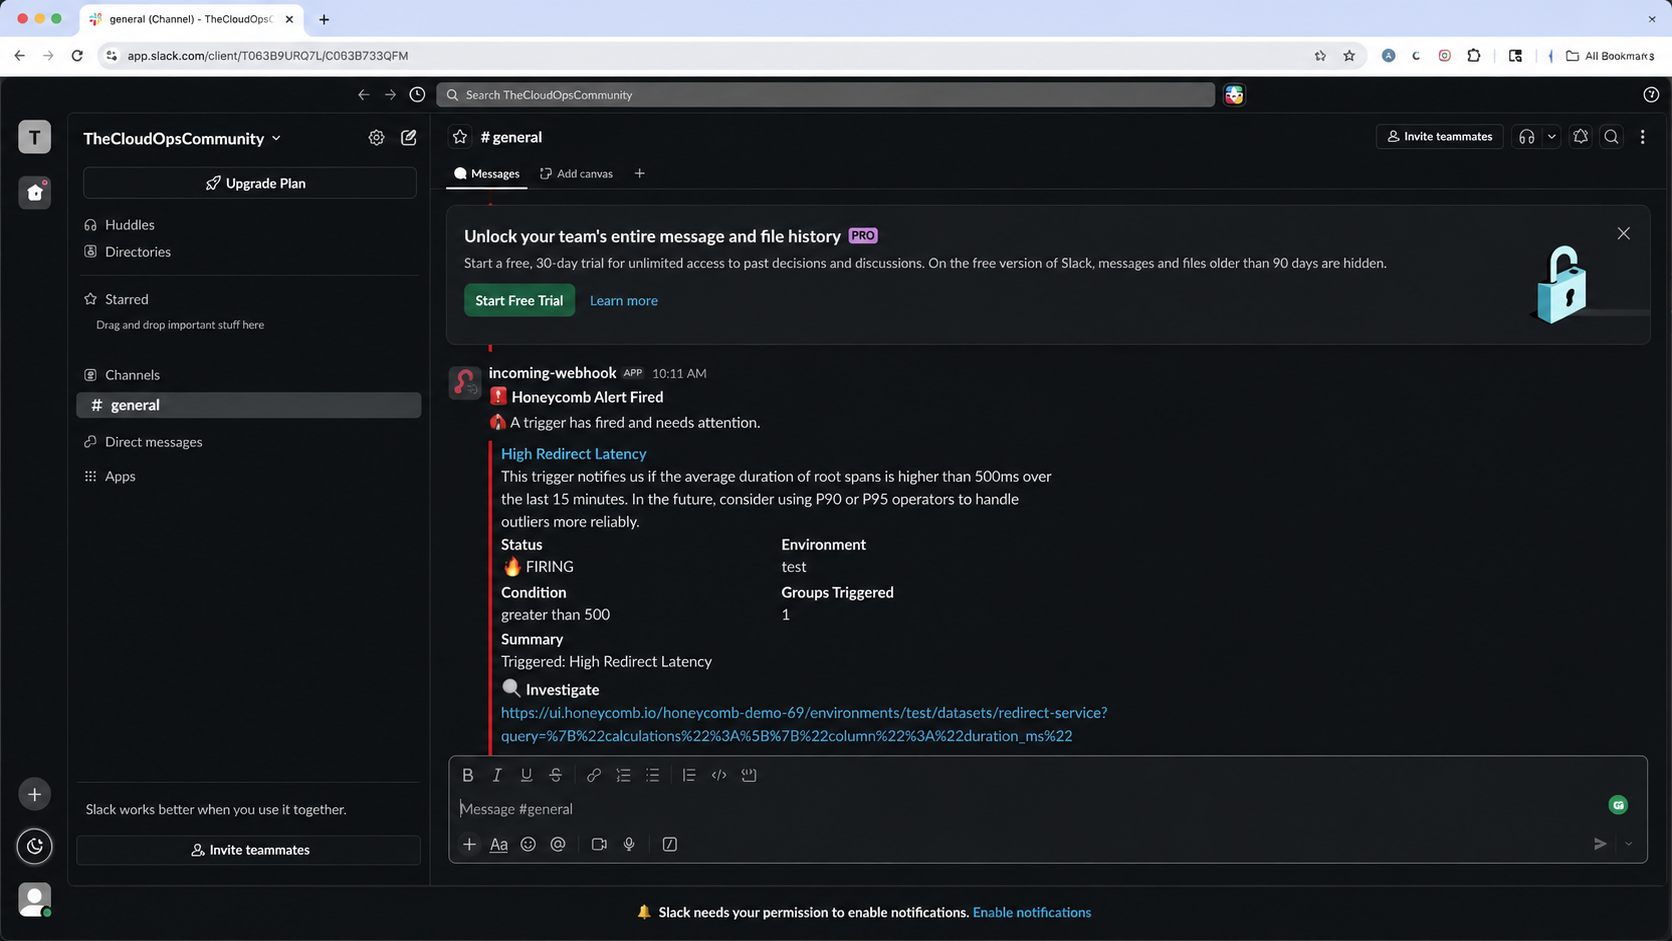 general (Channel) - TheCloudOpsC
app.slack.com/client/T063B9URQ7L/C063B733QFM
All Bookmarks
Search TheCloudOpsCommunity
T
TheCloudOpsCommunity
Upgrade Plan
Huddles
Directories
Starred
Drag and drop important stuff here
Channels
# general
Direct messages
Apps
Slack works better when you use it together.
Invite teammates
# general
Invite teammates
Messages
Add canvas
Unlock your team's entire message and file history PRO
Start a free, 30-day trial for unlimited access to past decisions and discussions. On the free version of Slack, messages and files older than 90 days are hidden.
Start Free Trial
Learn more
incoming-webhook APP 10:11 AM
Honeycomb Alert Fired
A trigger has fired and needs attention.
High Redirect Latency
This trigger notifies us if the average duration of root spans is higher than 500ms over
the last 15 minutes. In the future, consider using P90 or P95 operators to handle
outliers more reliably.
Status
Environment
FIRING
test
Condition
Groups Triggered
greater than 500
1
Summary
Triggered: High Redirect Latency
Investigate
https://ui.honeycomb.io/honeycomb-demo-69/environments/test/datasets/redirect-service?
query=%7B%22calculations%22%3A%5B%7B%22column%22%3A%22duration_ms%22
B I U S
Message #general
Aa
Slack needs your permission to enable notifications. Enable notifications